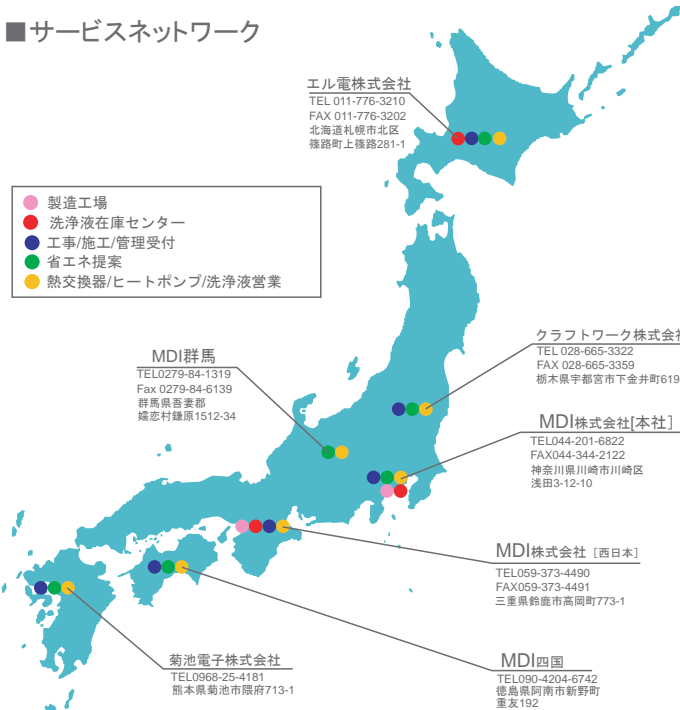 ■サービスネットワーク
エル電株式会社
TEL 011-776-3210
FAX 011-776-3202
北海道札幌市北区
篠路町上篠路281-1
製造工場
洗浄液在庫センター
工事/施工/管理受付
省エネ提案
熱交換器/ヒートポンプ/洗浄液営業
クラフトワーク株式会社
TEL 028-665-3322
FAX 028-665-3359
栃木県宇都宮市下金井町619
MDI群馬
TEL0279-84-1319
Fax 0279-84-6139
群馬県吾妻郡
嬬恋村鎌原1512-34
MDI株式会社[本社]
TEL044-201-6822
FAX044-344-2122
神奈川県川崎市川崎区
浅田3-12-10
MDI株式会社 [西日本]
TEL059-373-4490
FAX059-373-4491
三重県鈴鹿市高岡町773-1
菊池電子株式会社
TEL0968-25-4181
熊本県菊池市隈府713-1
MDI四国
TEL090-4204-6742
徳島県阿南市新野町
重友192